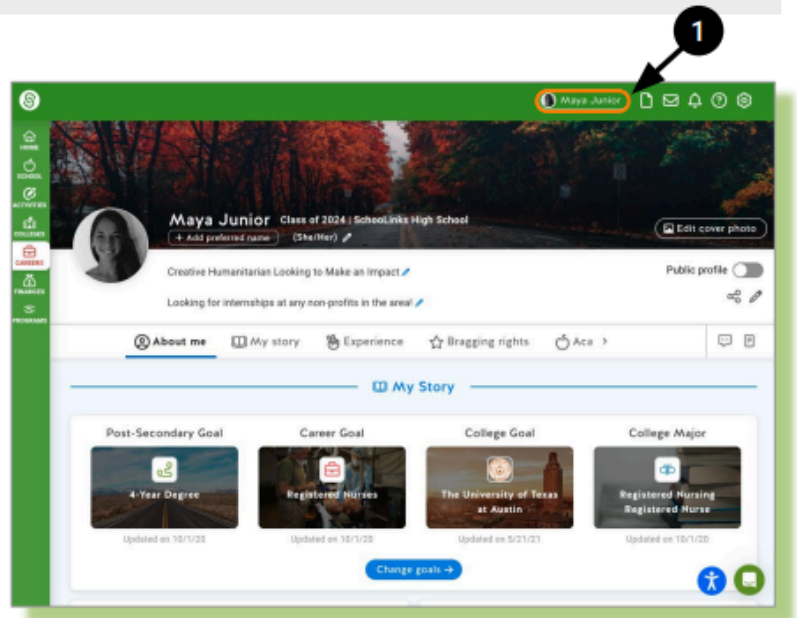 1
Maya Junior
HOME
SCHOOL
ACTIVITIES
COLLEGES
CAREERS
FINANCES
PROGRAMS
Maya Junior Class of 2024 | SchooLinks High School
+ Add preferred name (She/Her)
Edit cover photo
Creative Humanitarian Looking to Make an Impact
Public profile
Looking for internships at any non-profits in the area!
About me My story Experience Bragging rights Aca >
My Story
Post-Secondary Goal Career Goal College Goal College Major
4-Year Degree Registered Nurses The University of Texas at Austin Registered Nursing Registered Nurse
Updated on 10/1/20 Updated on 10/1/20 Updated on 5/21/21 Updated on 10/1/20
Change goals →